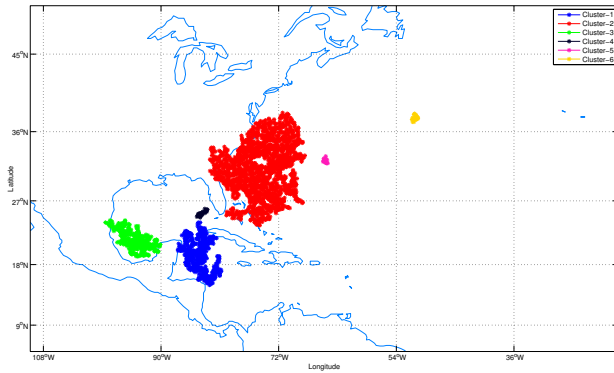 Cluster-1
Cluster-2
Cluster-3
Cluster-4
Cluster-5
Cluster-6
45°N
36°N
27°N
18°N
9°N
Latitude
108°W
90°W
72°W
54°W
36°W
Longitude